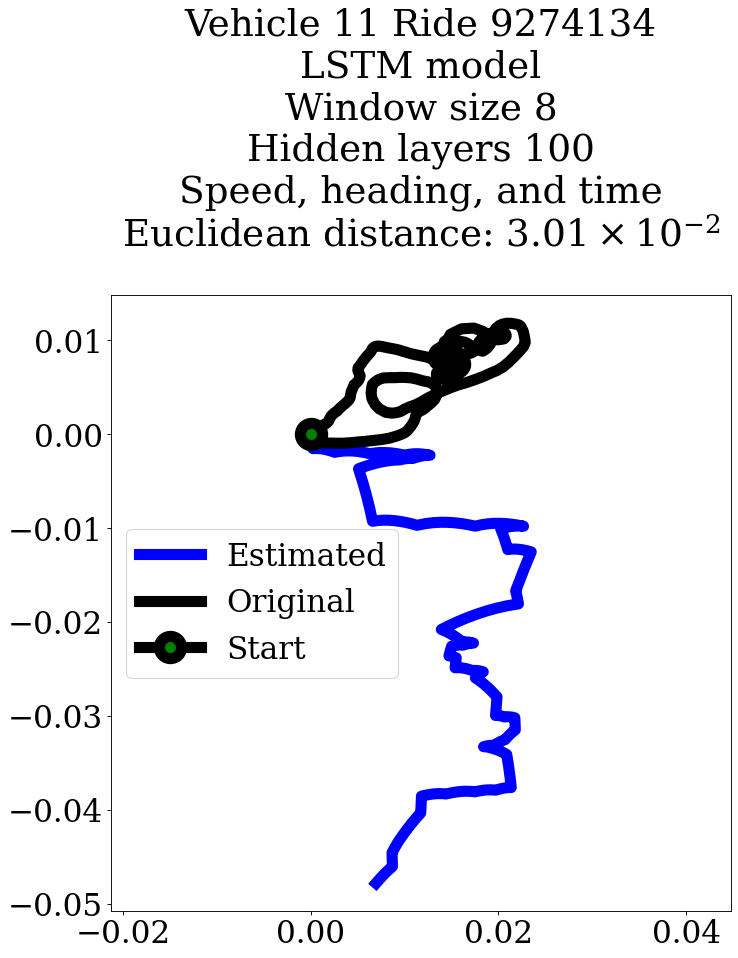 Vehicle 11 Ride 9274134
LSTM model
Window size 8
Hidden layers 100
Speed, heading, and time
Euclidean distance: 3.01 × 10⁻²
0.01
0.00
−0.01
−0.02
−0.03
−0.04
−0.05
Estimated
Original
Start
−0.02 0.00 0.02 0.04